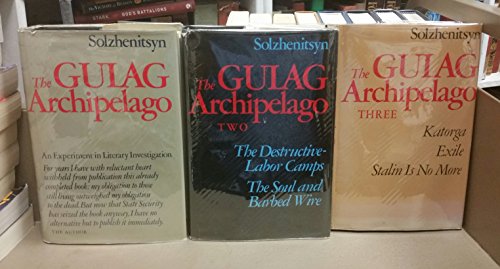 STARK
GOD'S BATTALIONS
Solzhenitsyn
The GULAG
Archipelago
An Experiment in Literary Investigation
For years I have with reluctant heart
withheld from publication this already
completed book: my obligation to those
still living outweighed my obligation
to the dead. But now that State Security
has seized the book anyway, I have no
alternative but to publish it immediately.
THE AUTHOR
Solzhenitsyn
The GULAG
Archipelago
TWO
The Destructive-
Labor Camps
The Soul and
Barbed Wire
Solzhenitsyn
The GULAG
Archipelago
THREE
Katorga
Exile
Stalin Is No More